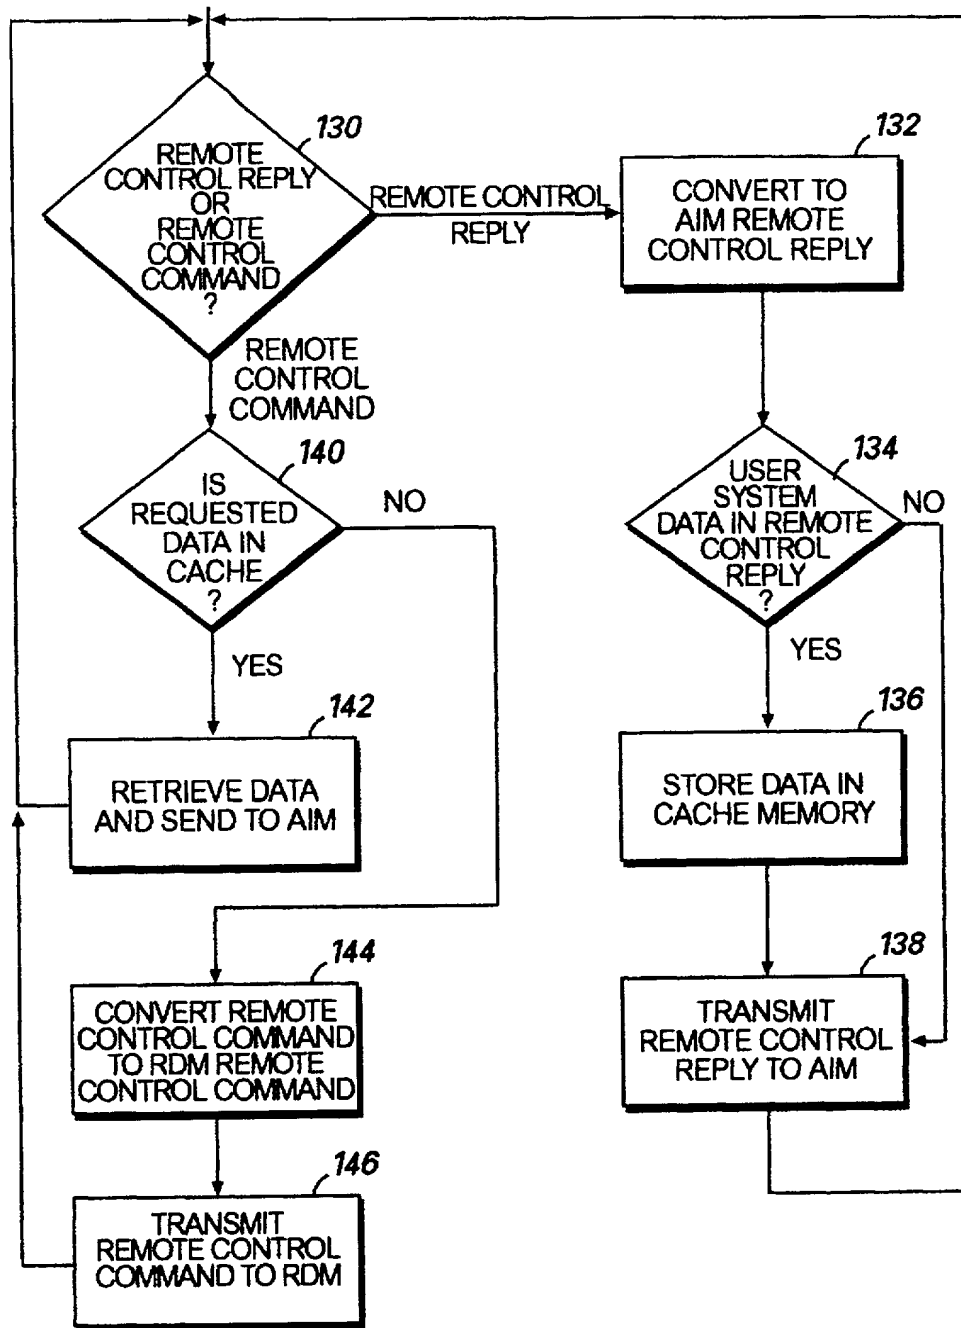 130
REMOTE
CONTROL REPLY
OR
REMOTE
CONTROL
COMMAND
?
REMOTE CONTROL
REPLY
132
CONVERT TO
AIM REMOTE
CONTROL REPLY
REMOTE
CONTROL
COMMAND
140
IS
REQUESTED
DATA IN
CACHE
?
NO
YES
134
USER
SYSTEM
DATA IN REMOTE
CONTROL
REPLY
?
NO
YES
142
RETRIEVE DATA
AND SEND TO AIM
136
STORE DATA IN
CACHE MEMORY
144
CONVERT REMOTE
CONTROL COMMAND
TO RDM REMOTE
CONTROL COMMAND
138
TRANSMIT
REMOTE CONTROL
REPLY TO AIM
146
TRANSMIT
REMOTE CONTROL
COMMAND TO RDM